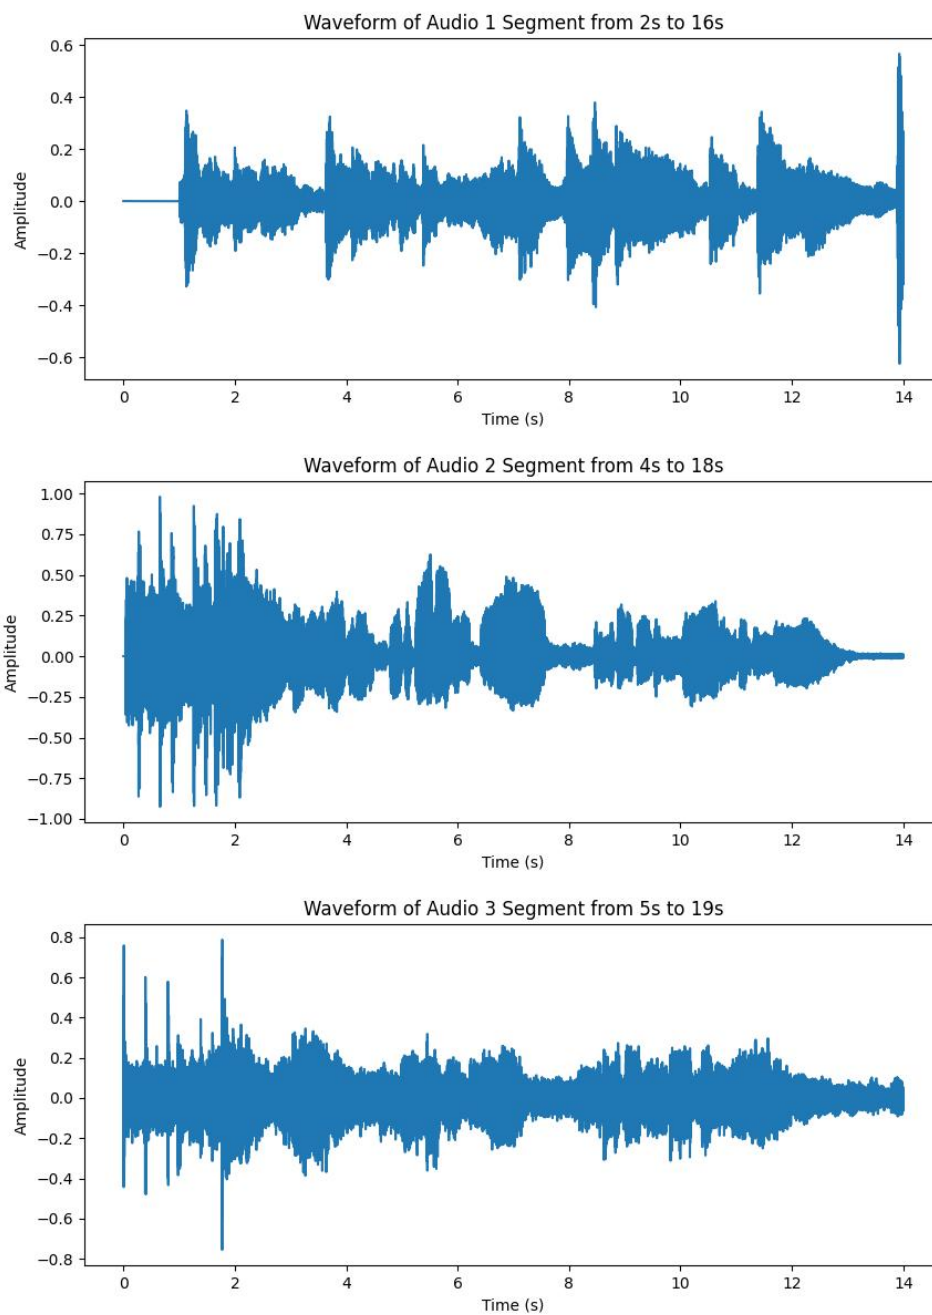 Waveform of Audio 1 Segment from 2s to 16s
0.6
0.4
0.2
0.0
−0.2
−0.4
−0.6
Amplitude
0 2 4 6 8 10 12 14
Time (s)
Waveform of Audio 2 Segment from 4s to 18s
1.00
0.75
0.50
0.25
0.00
−0.25
−0.50
−0.75
−1.00
Amplitude
0 2 4 6 8 10 12 14
Time (s)
Waveform of Audio 3 Segment from 5s to 19s
0.8
0.6
0.4
0.2
0.0
−0.2
−0.4
−0.6
−0.8
Amplitude
0 2 4 6 8 10 12 14
Time (s)